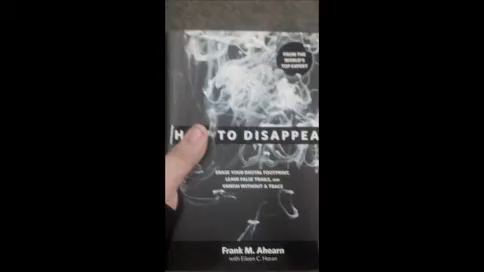 FROM THE
WORLD'S
TOP EXPERT
H TO DISAPPEA
ERASE YOUR DIGITAL FOOTPRINT,
LEAVE FALSE TRAILS, AND
VANISH WITHOUT A TRACE
Frank M. Ahearn
with Eileen C. Horan